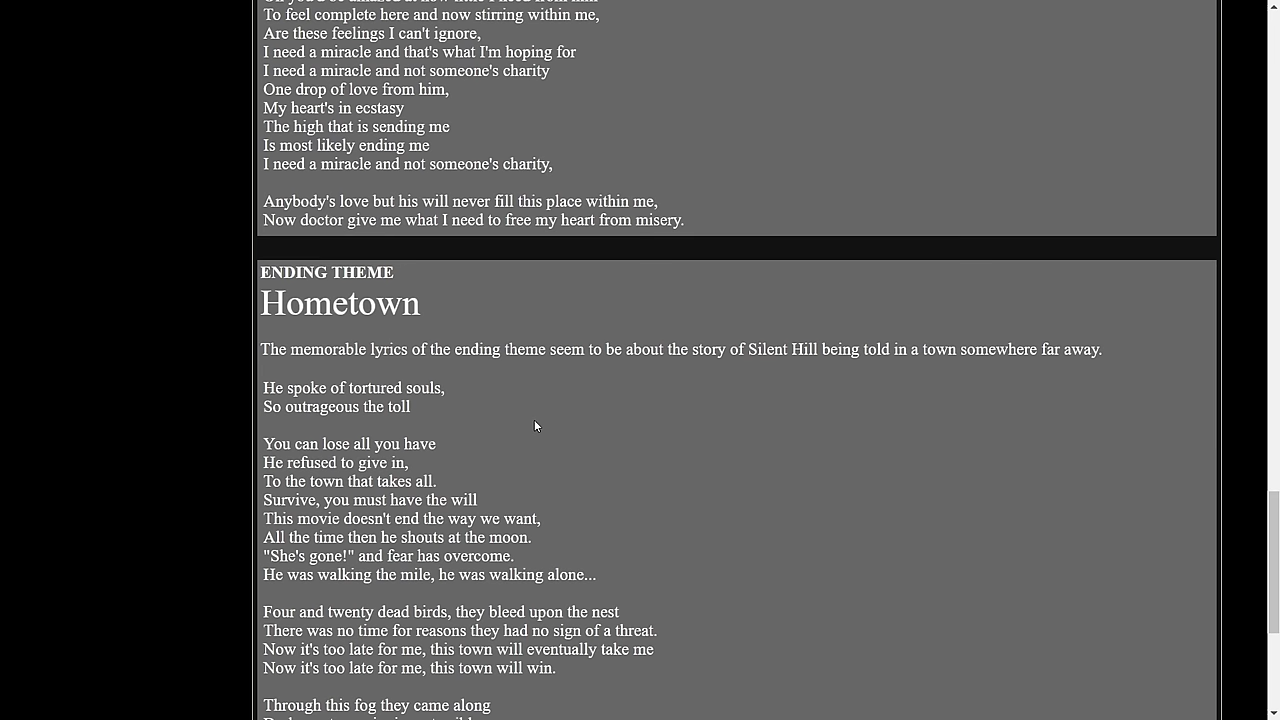 To feel complete here and now stirring within me,
Are these feelings I can't ignore,
I need a miracle and that's what I'm hoping for
I need a miracle and not someone's charity
One drop of love from him,
My heart's in ecstasy
The high that is sending me
Is most likely ending me
I need a miracle and not someone's charity,
Anybody's love but his will never fill this place within me,
Now doctor give me what I need to free my heart from misery.
ENDING THEME
Hometown
The memorable lyrics of the ending theme seem to be about the story of Silent Hill being told in a town somewhere far away.
He spoke of tortured souls,
So outrageous the toll
You can lose all you have
He refused to give in,
To the town that takes all.
Survive, you must have the will
This movie doesn't end the way we want,
All the time then he shouts at the moon.
"She's gone!" and fear has overcome.
He was walking the mile, he was walking alone...
Four and twenty dead birds, they bleed upon the nest
There was no time for reasons they had no sign of a threat.
Now it's too late for me, this town will eventually take me
Now it's too late for me, this town will win.
Through this fog they came along